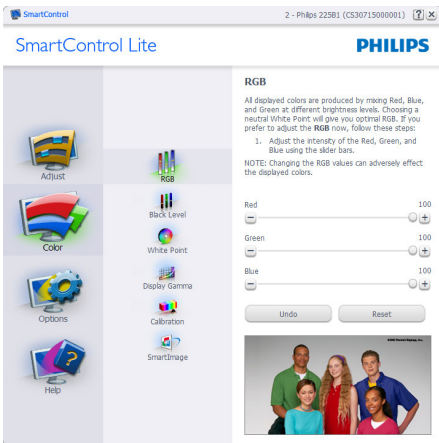 SmartControl
2 - Philips 225B1 (CS30715000001)
SmartControl Lite
PHILIPS
Adjust
Color
Options
Help
RGB
Black Level
White Point
Display Gamma
Calibration
SmartImage
RGB
All displayed colors are produced by mixing Red, Blue,
and Green at different brightness levels. Choosing a
neutral White Point will give you optimal RGB. If you
prefer to adjust the RGB now, follow these steps:
1. Adjust the intensity of the Red, Green, and
Blue using the slider bars.
NOTE: Changing the RGB values can adversely effect
the displayed colors.
Red 100
Green 100
Blue 100
Undo
Reset